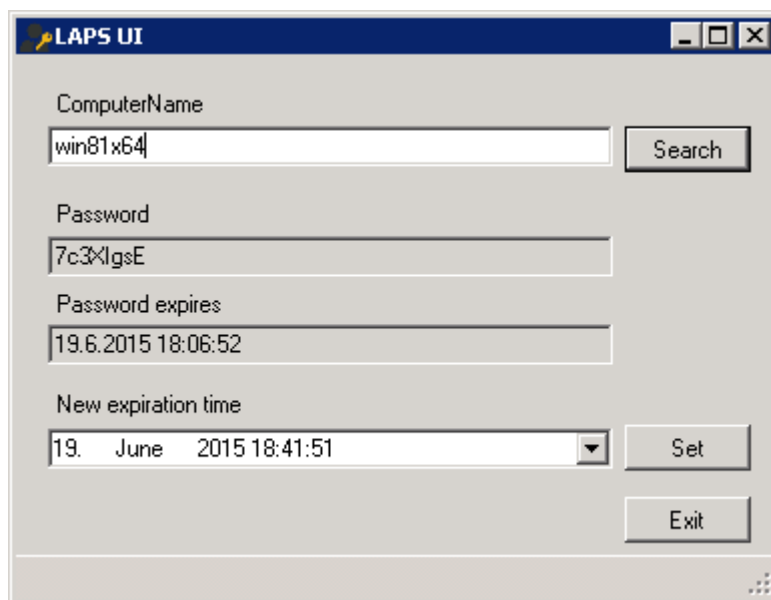 LAPS UI
ComputerName
win81x64
Search
Password
7c3XIgsE
Password expires
19.6.2015 18:06:52
New expiration time
19. June 2015 18:41:51
Set
Exit